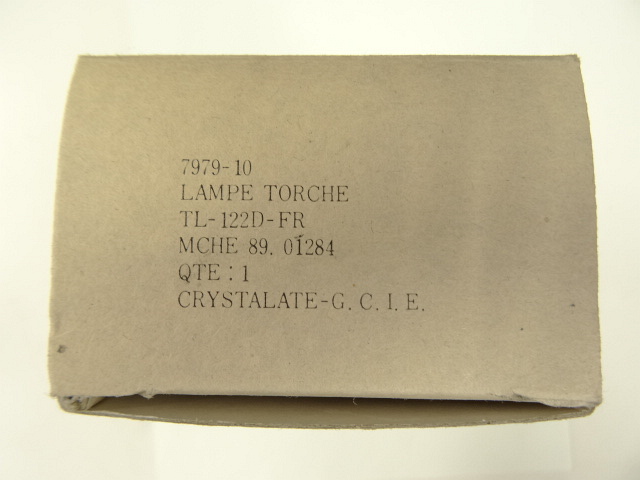 7979-10
LAMPE TORCHE
TL-122D-FR
MCHE 89. 01284
QTE : 1
CRYSTALATE-G. C. I. E.